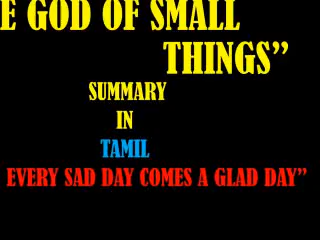 E GOD OF SMALL
THINGS”
SUMMARY
IN
TAMIL
EVERY SAD DAY COMES A GLAD DAY”